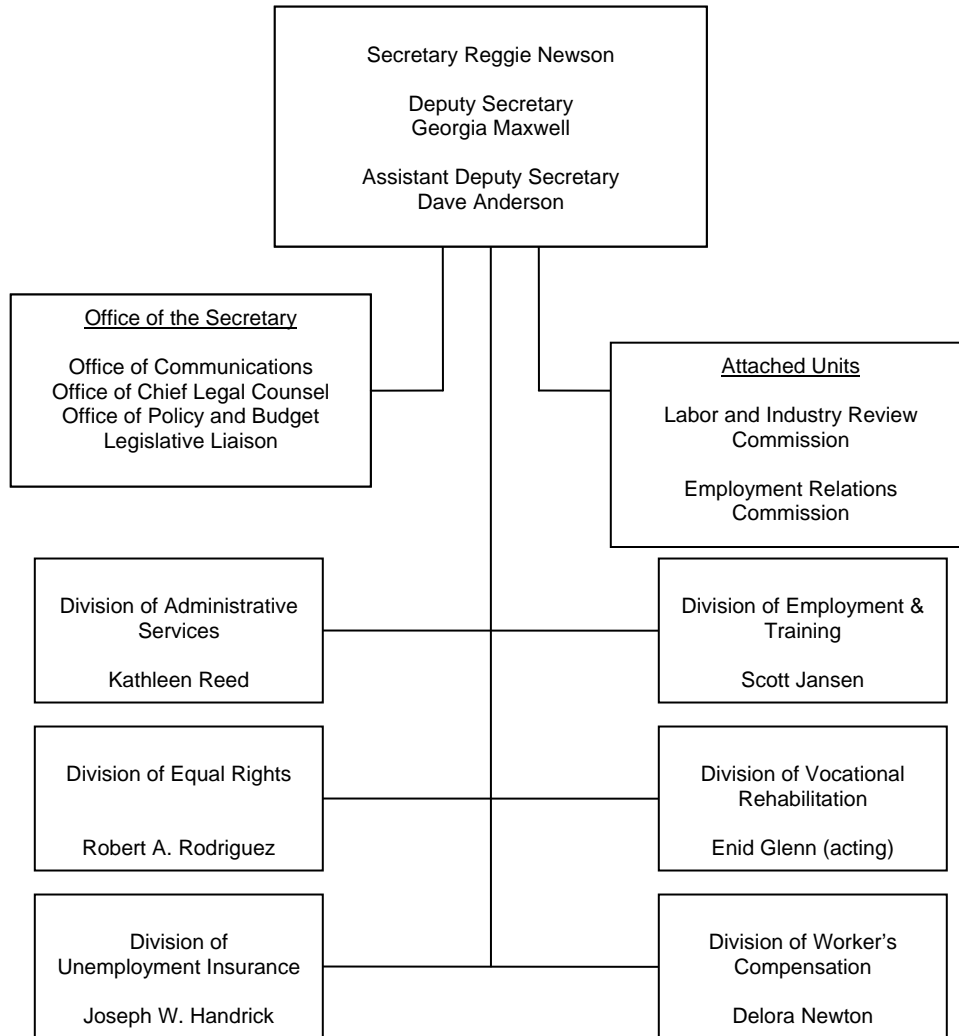 Secretary Reggie Newson
Deputy Secretary
Georgia Maxwell
Assistant Deputy Secretary
Dave Anderson
Office of the Secretary
Office of Communications
Office of Chief Legal Counsel
Office of Policy and Budget
Legislative Liaison
Attached Units
Labor and Industry Review
Commission
Employment Relations
Commission
Division of Administrative
Services
Kathleen Reed
Division of Employment &
Training
Scott Jansen
Division of Equal Rights
Robert A. Rodriguez
Division of Vocational
Rehabilitation
Enid Glenn (acting)
Division of
Unemployment Insurance
Joseph W. Handrick
Division of Worker’s
Compensation
Delora Newton